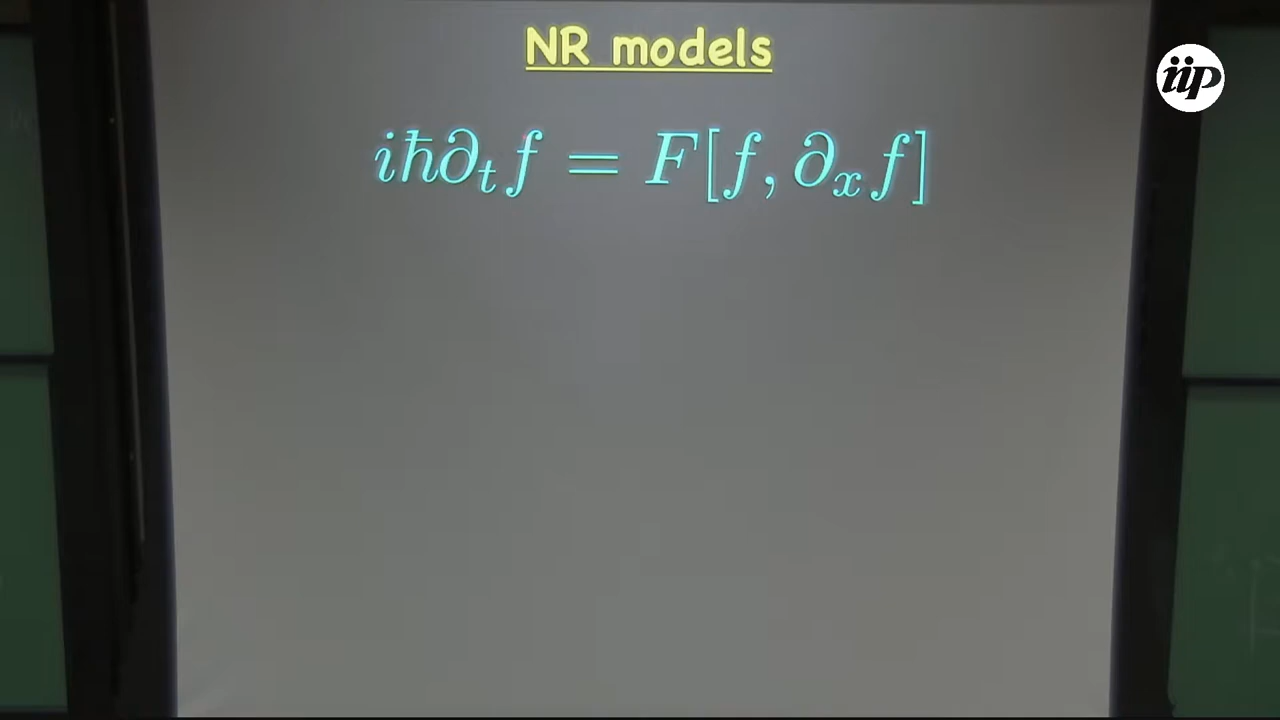 NR models
iip
iħ∂ₜf = F[f, ∂ₓf]